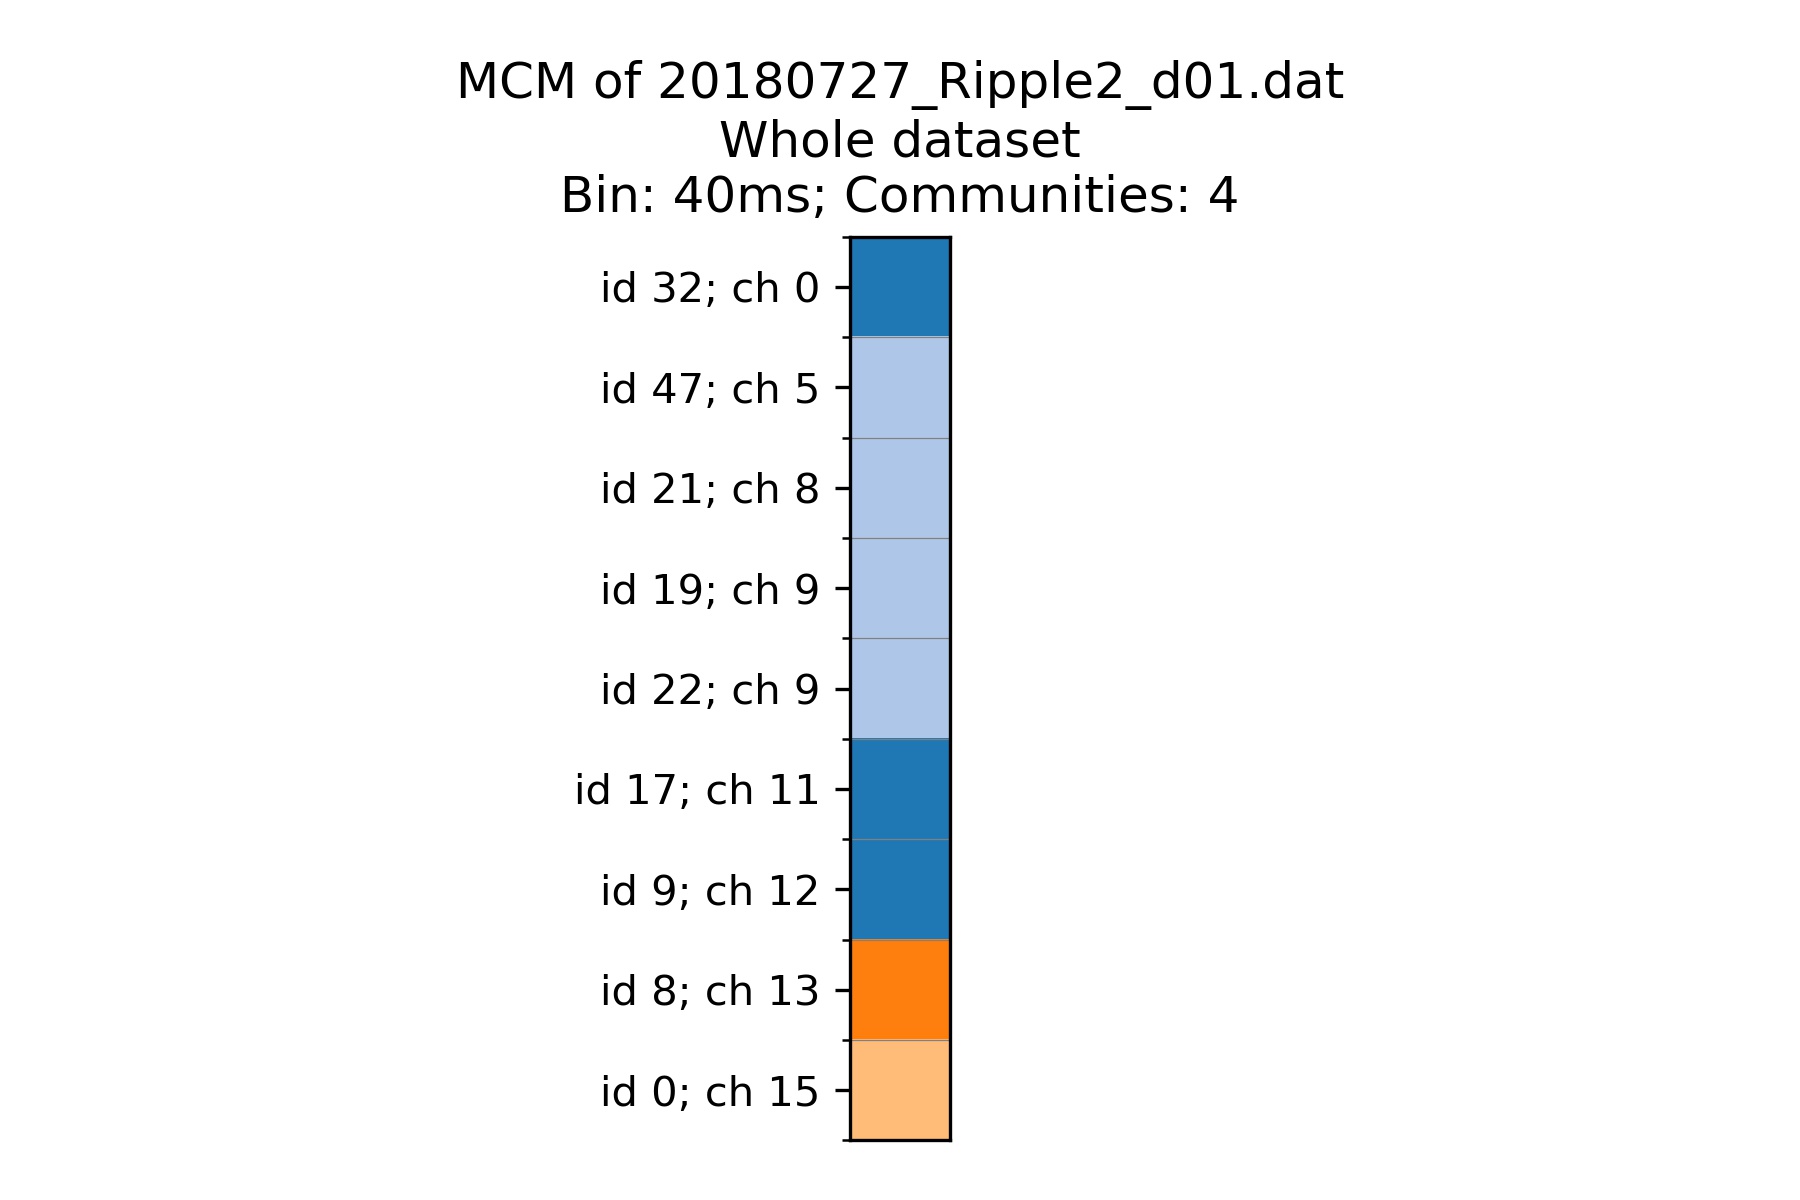 MCM of 20180727_Ripple2_d01.dat
Whole dataset
Bin: 40ms; Communities: 4
id 32; ch 0
id 47; ch 5
id 21; ch 8
id 19; ch 9
id 22; ch 9
id 17; ch 11
id 9; ch 12
id 8; ch 13
id 0; ch 15